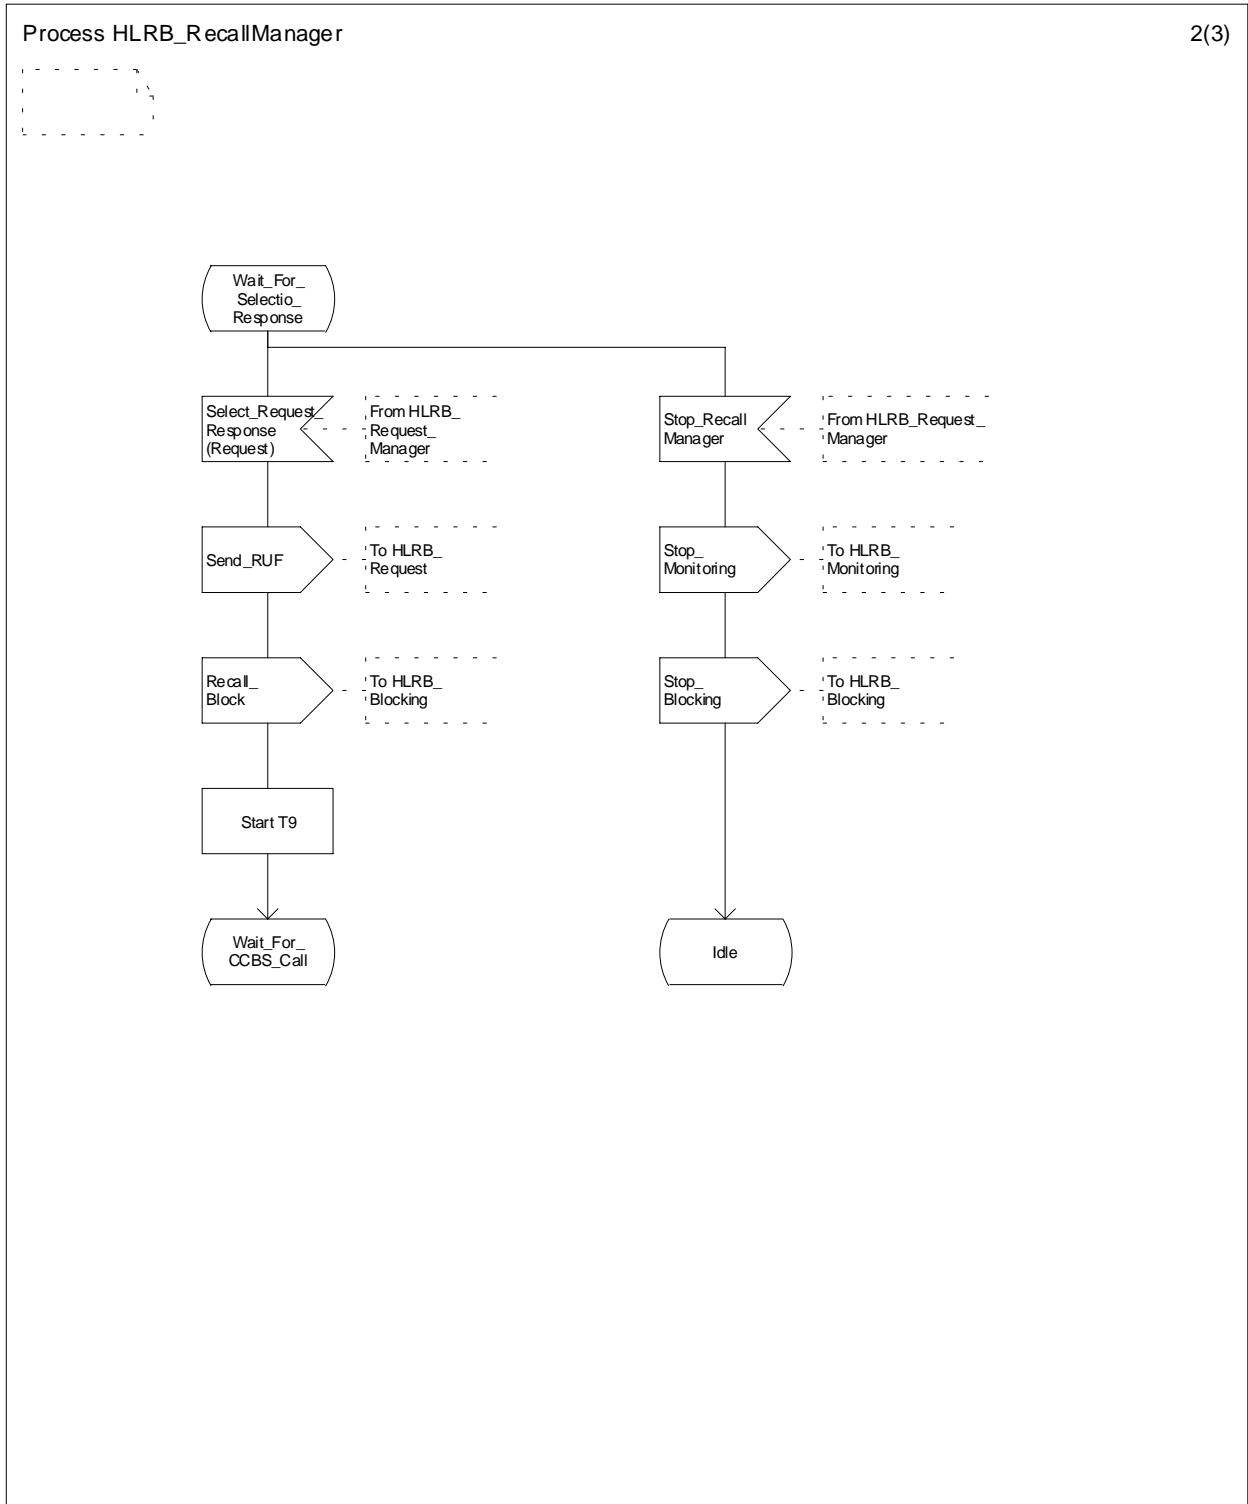 Process HLRB_RecallManager
2(3)
Wait_For_
Selectio_
Response
Select_Request_
Response
(Request)
From HLRB_
Request_
Manager
Stop_Recall
Manager
From HLRB_Request_
Manager
Send_RUF
To HLRB_
Request
Stop_
Monitoring
To HLRB_
Monitoring
Recall_
Block
To HLRB_
Blocking
Stop_
Blocking
To HLRB_
Blocking
Start T9
Wait_For_
CCBS_Call
Idle